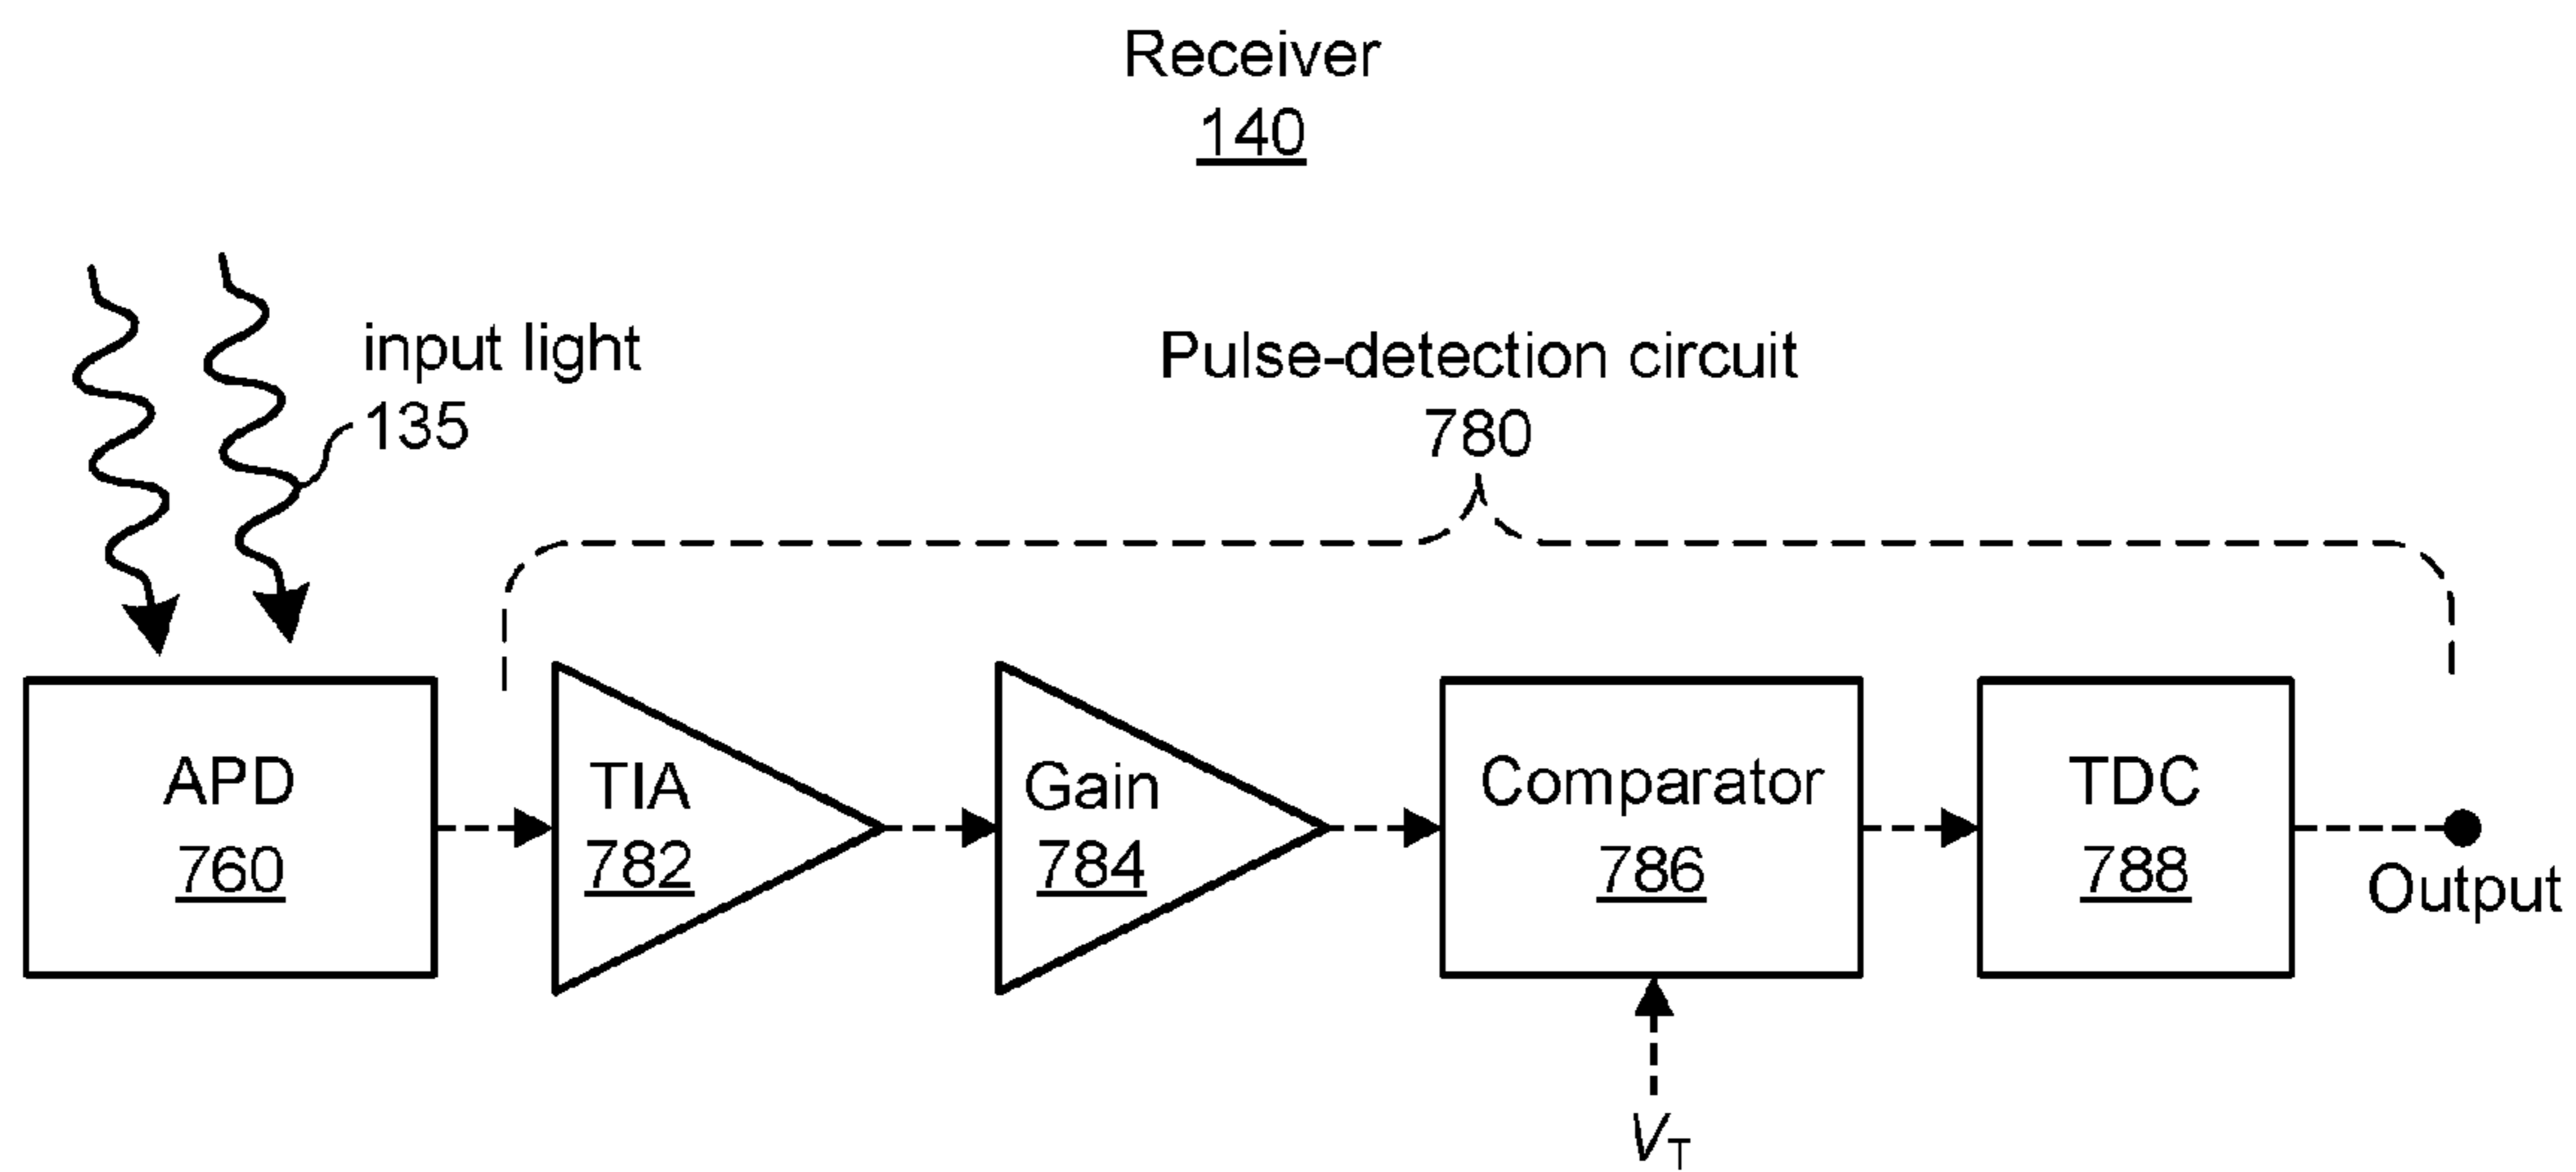 Receiver
140
input light
135
Pulse-detection circuit
780
APD
760
TIA
782
Gain
784
Comparator
786
TDC
788
Output
VT